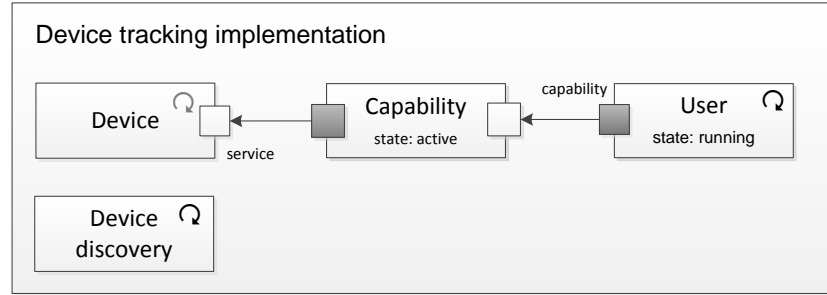 Device tracking implementation
Device
service
Capability
state: active
capability
User
state: running
Device
discovery